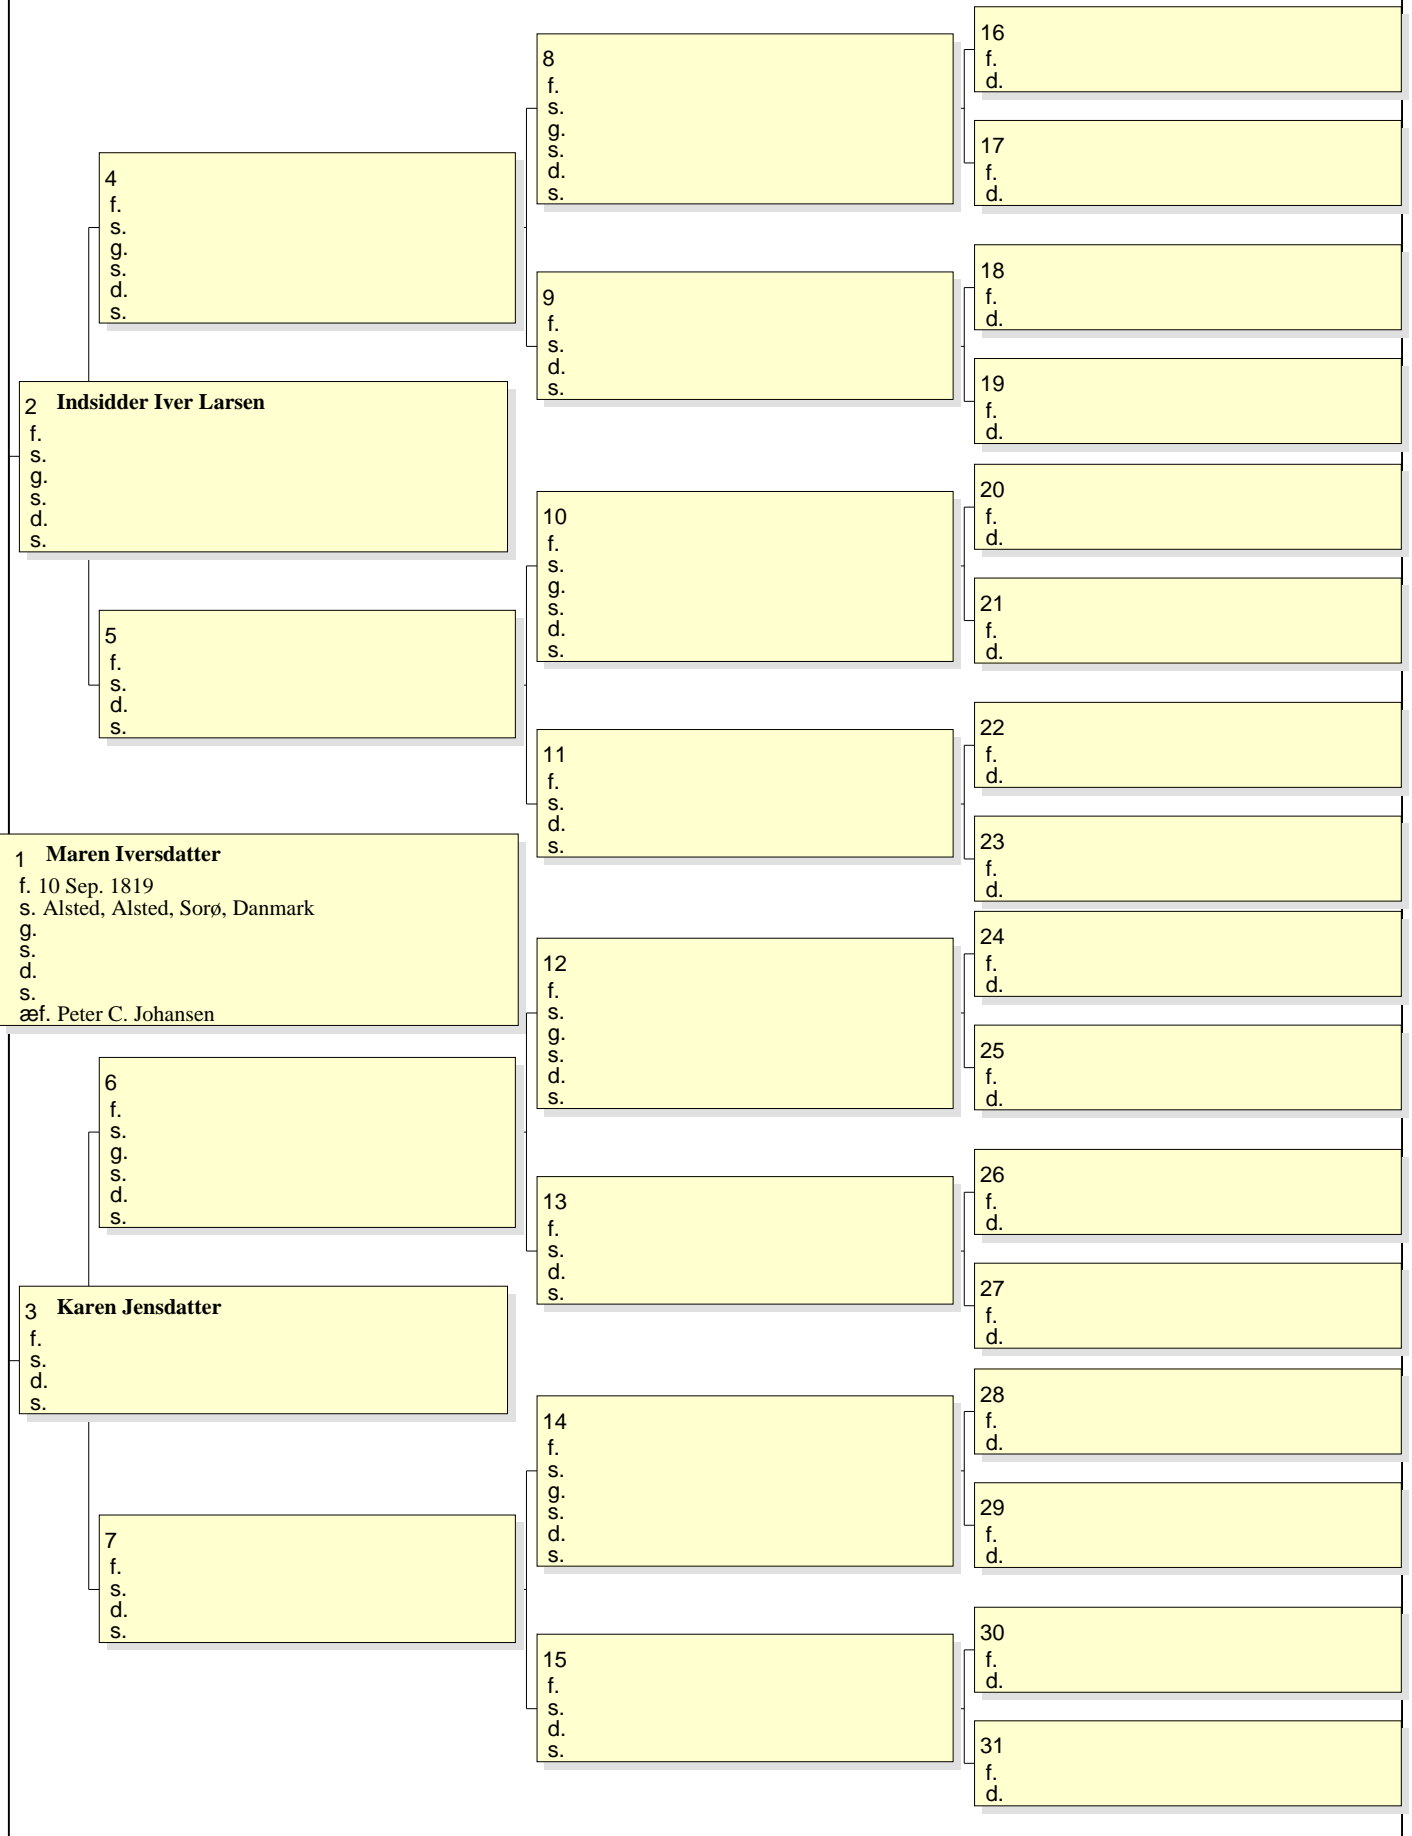 16
f.
d.
8
f.
s.
g.
s.
d.
s.
17
f.
d.
4
f.
s.
g.
s.
d.
s.
18
f.
d.
9
f.
s.
d.
s.
19
f.
d.
2 Indsidder Iver Larsen
f.
s.
g.
s.
d.
s.
20
f.
d.
10
f.
s.
g.
s.
d.
s.
21
f.
d.
5
f.
s.
d.
s.
22
f.
d.
11
f.
s.
d.
s.
23
f.
d.
1 Maren Iversdatter
f. 10 Sep. 1819
s. Alsted, Alsted, Sorø, Danmark
g.
s.
d.
s.
æf. Peter C. Johansen
24
f.
d.
12
f.
s.
g.
s.
d.
s.
25
f.
d.
6
f.
s.
g.
s.
d.
s.
26
f.
d.
13
f.
s.
d.
s.
27
f.
d.
3 Karen Jensdatter
f.
s.
d.
s.
28
f.
d.
14
f.
s.
g.
s.
d.
s.
29
f.
d.
7
f.
s.
d.
s.
30
f.
d.
15
f.
s.
d.
s.
31
f.
d.